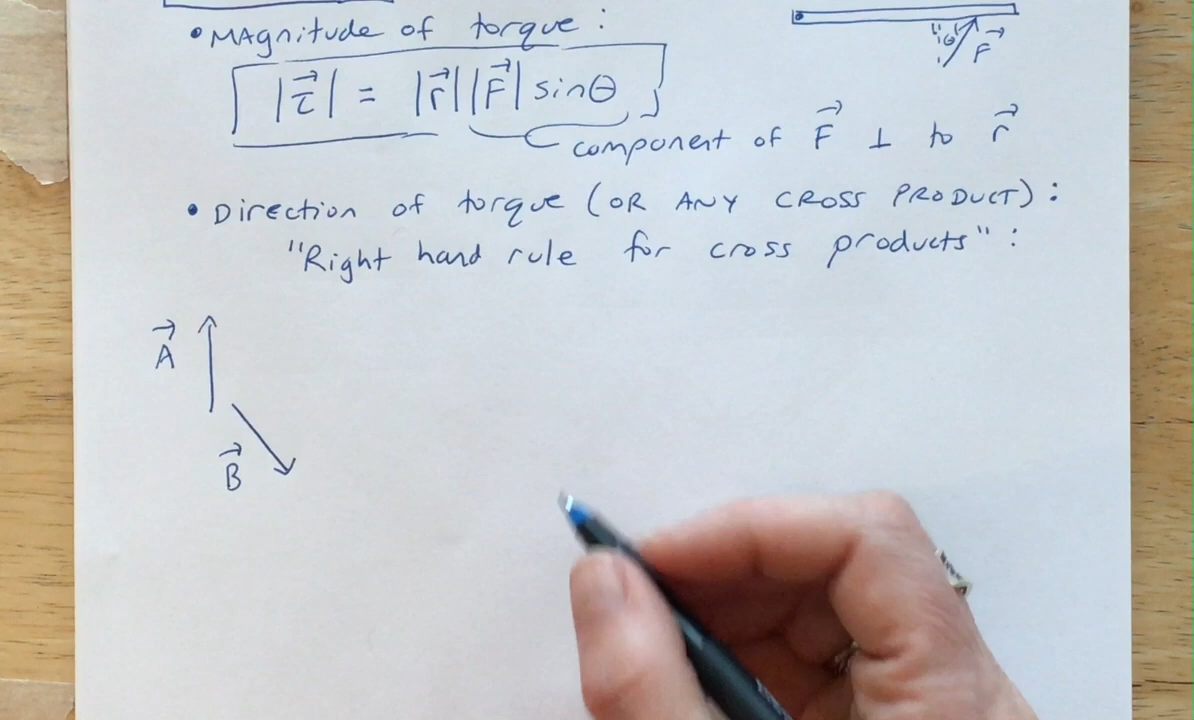 • MAgnitude of torque :
θ F⃗
|τ⃗| = |r⃗||F⃗| sinθ
component of F⃗ ⊥ to r⃗
• Direction of torque (OR ANY CROSS PRODUCT) :
"Right hand rule for cross products" :
A⃗
B⃗